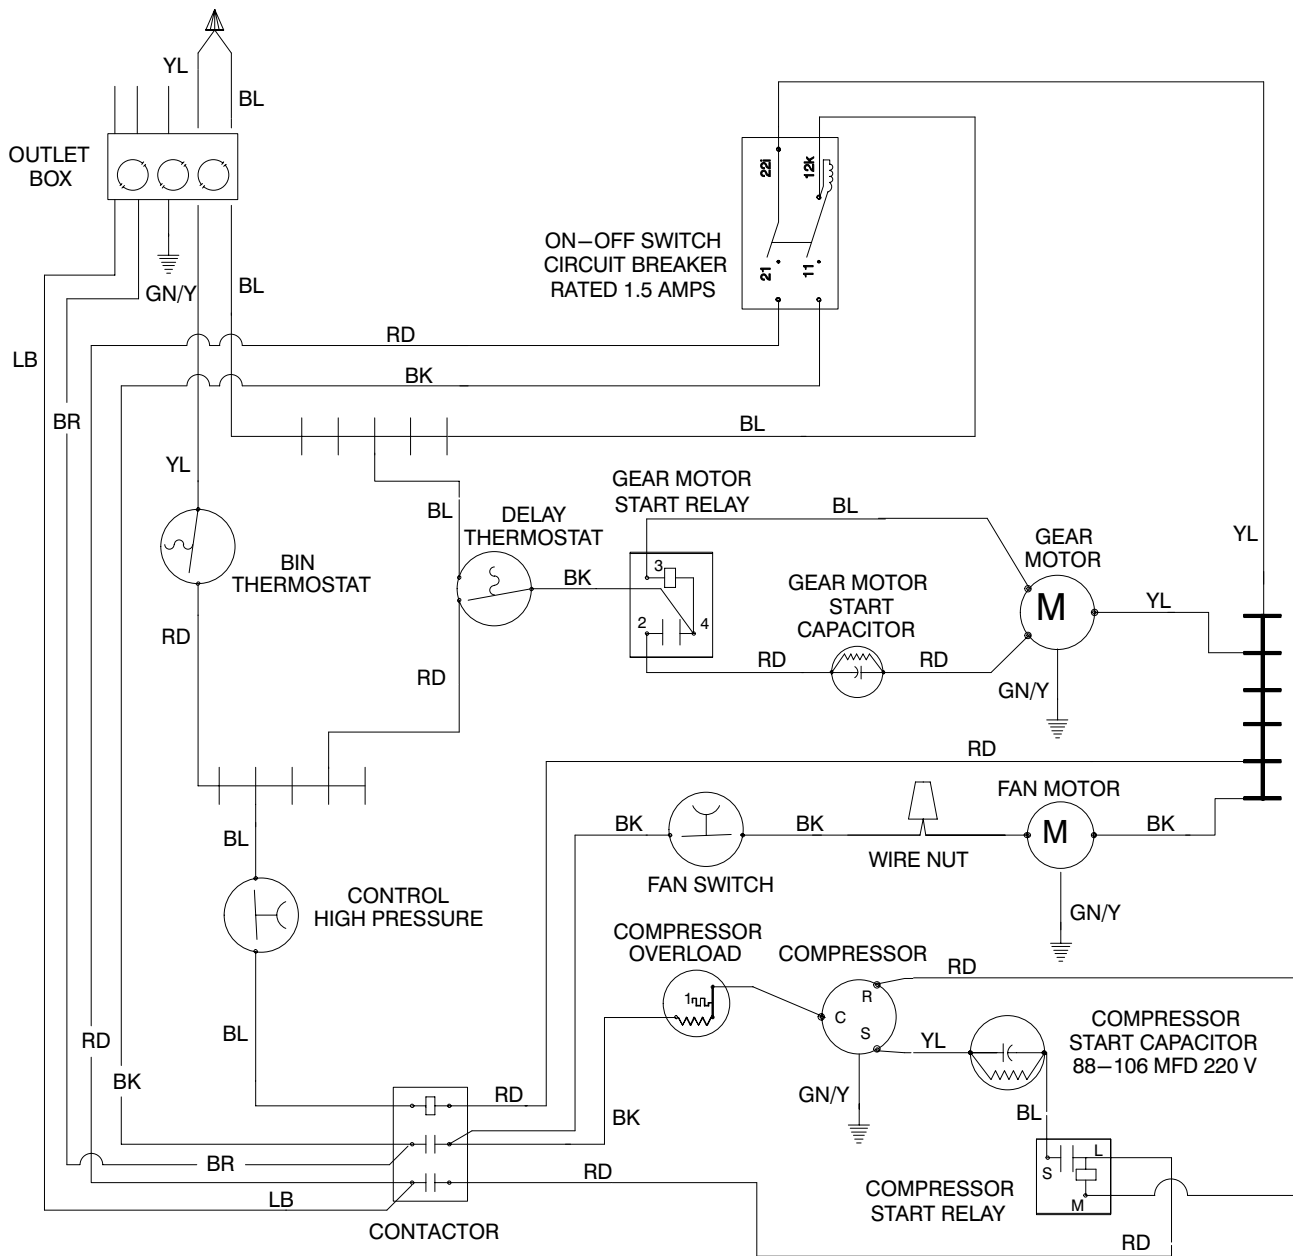 YL
BL
OUTLET
BOX
22i
12k
ON–OFF SWITCH
CIRCUIT BREAKER
RATED 1.5 AMPS
21
11
GN/Y
BL
RD
LB
BK
BR
BL
YL
GEAR MOTOR
START RELAY
BL
DELAY
THERMOSTAT
BL
GEAR
MOTOR
YL
BIN
THERMOSTAT
BK
3
GEAR MOTOR
START
CAPACITOR
M
YL
2
4
RD
RD
RD
RD
GN/Y
RD
FAN MOTOR
BL
BK
BK
M
BK
WIRE NUT
FAN SWITCH
CONTROL
HIGH PRESSURE
GN/Y
COMPRESSOR
OVERLOAD
COMPRESSOR
RD
1
R
C
S
COMPRESSOR
START CAPACITOR
88–106 MFD 220 V
RD
BL
YL
BK
RD
BK
GN/Y
BL
BR
RD
S
L
LB
COMPRESSOR
START RELAY
M
CONTACTOR
RD